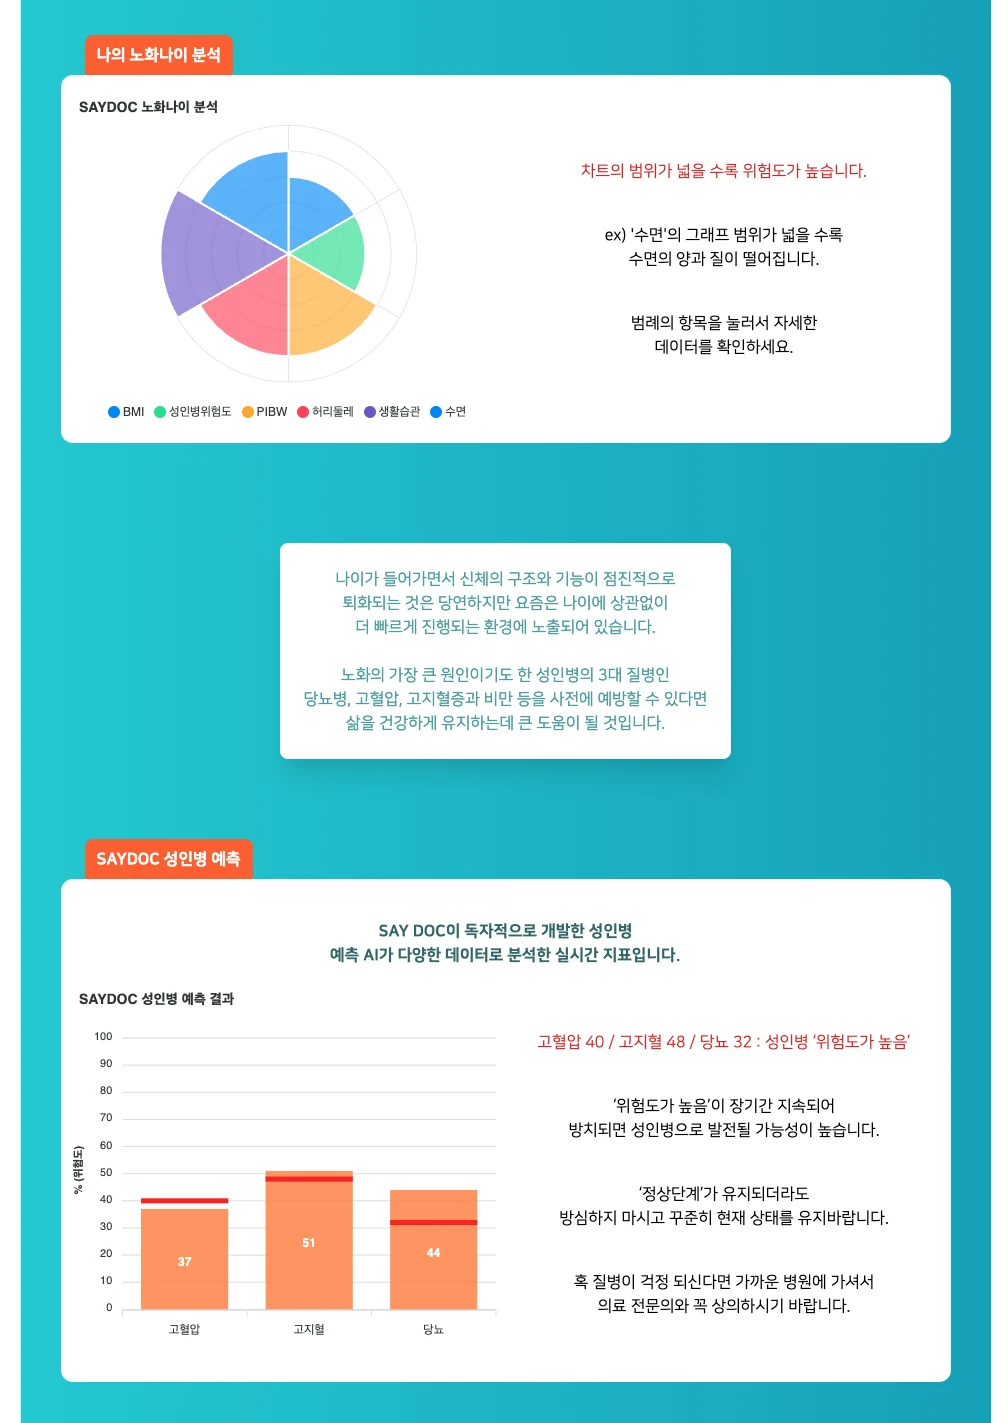 나의 노화나이 분석
SAYDOC 노화나이 분석
차트의 범위가 넓을 수록 위험도가 높습니다.
ex) '수면'의 그래프 범위가 넓을 수록
수면의 양과 질이 떨어집니다.
범례의 항목을 눌러서 자세한
데이터를 확인하세요.
BMI 성인병위험도 PIBW 허리둘레 생활습관 수면
나이가 들어가면서 신체의 구조와 기능이 점진적으로
퇴화되는 것은 당연하지만 요즘은 나이에 상관없이
더 빠르게 진행되는 환경에 노출되어 있습니다.
노화의 가장 큰 원인이기도 한 성인병의 3대 질병인
당뇨병, 고혈압, 고지혈증과 비만 등을 사전에 예방할 수 있다면
삶을 건강하게 유지하는데 큰 도움이 될 것입니다.
SAYDOC 성인병 예측
SAY DOC이 독자적으로 개발한 성인병
예측 AI가 다양한 데이터로 분석한 실시간 지표입니다.
SAYDOC 성인병 예측 결과
% (위험도)
100
90
80
70
60
50
40
30
20
10
0
37
51
44
고혈압
고지혈
당뇨
고혈압 40 / 고지혈 48 / 당뇨 32 : 성인병 ‘위험도가 높음’
‘위험도가 높음’이 장기간 지속되어
방치되면 성인병으로 발전될 가능성이 높습니다.
‘정상단계’가 유지되더라도
방심하지 마시고 꾸준히 현재 상태를 유지바랍니다.
혹 질병이 걱정 되신다면 가까운 병원에 가셔서
의료 전문의와 꼭 상의하시기 바랍니다.